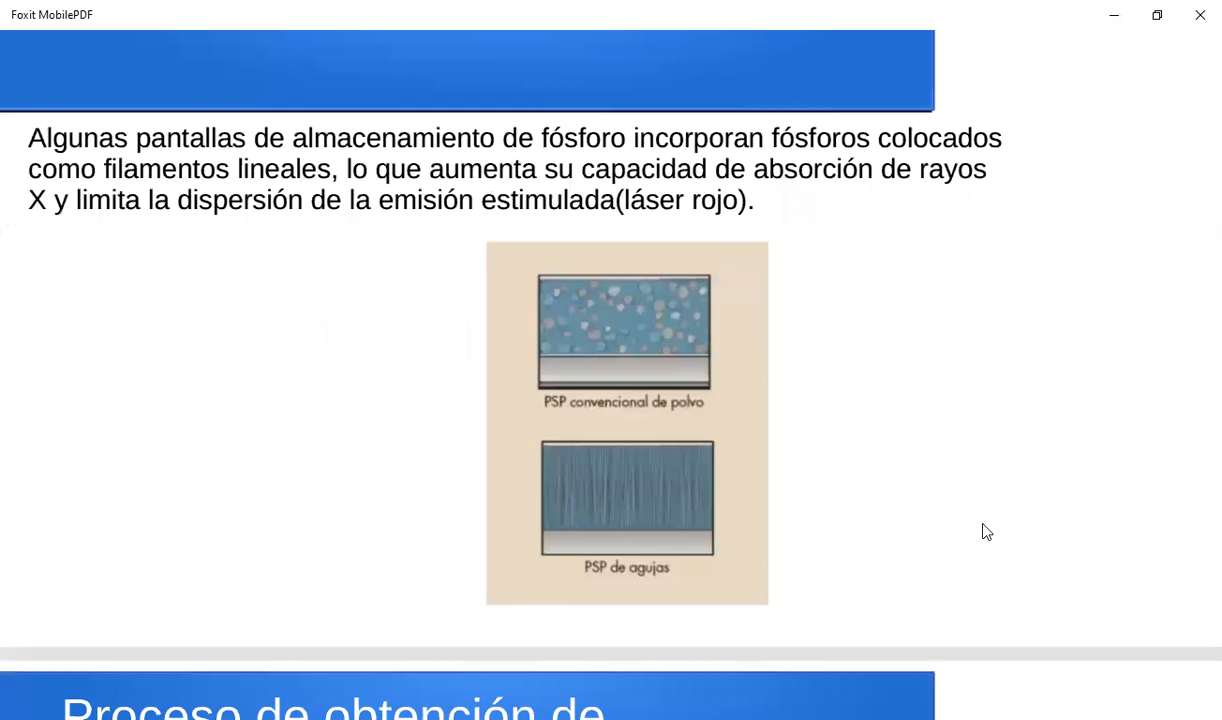 Foxit MobilePDF
Algunas pantallas de almacenamiento de fósforo incorporan fósforos colocados
como filamentos lineales, lo que aumenta su capacidad de absorción de rayos
X y limita la dispersión de la emisión estimulada(láser rojo).
PSP convencional de polvo
PSP de agujas
Proceso de obtención de